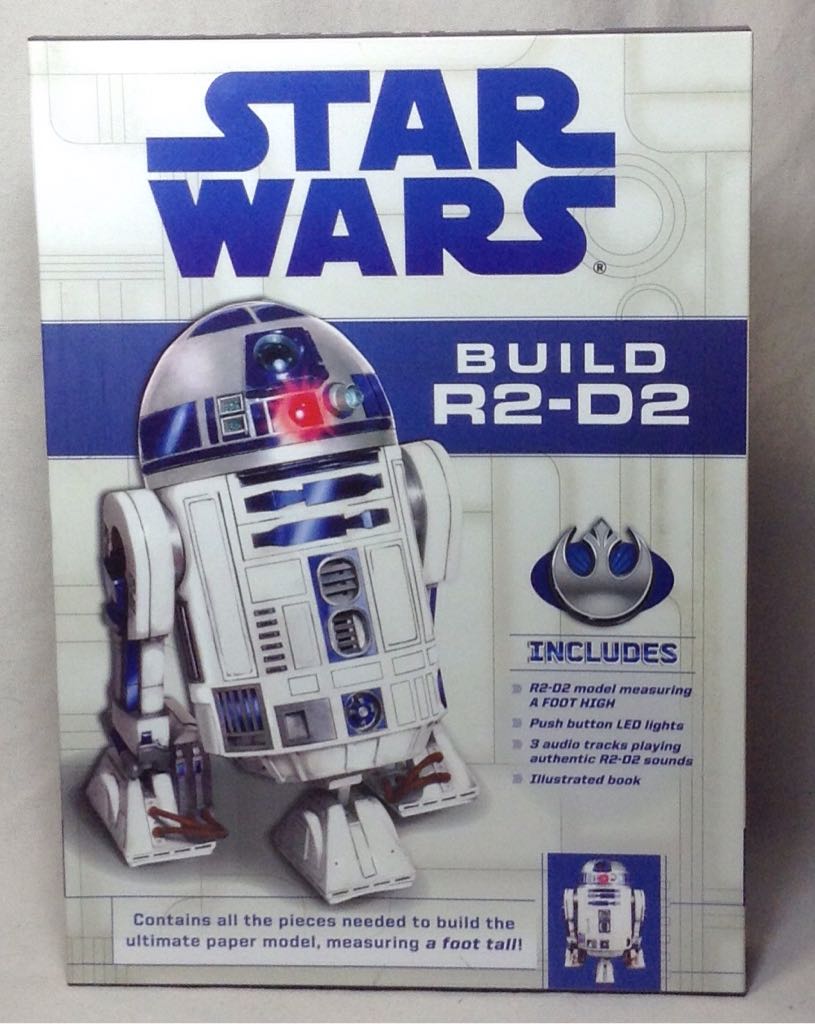 STAR
WARS®
BUILD
R2-D2
INCLUDES
R2-D2 model measuring
A FOOT HIGH
Push button LED lights
3 audio tracks playing
authentic R2-D2 sounds
Illustrated book
Contains all the pieces needed to build the
ultimate paper model, measuring a foot tall!